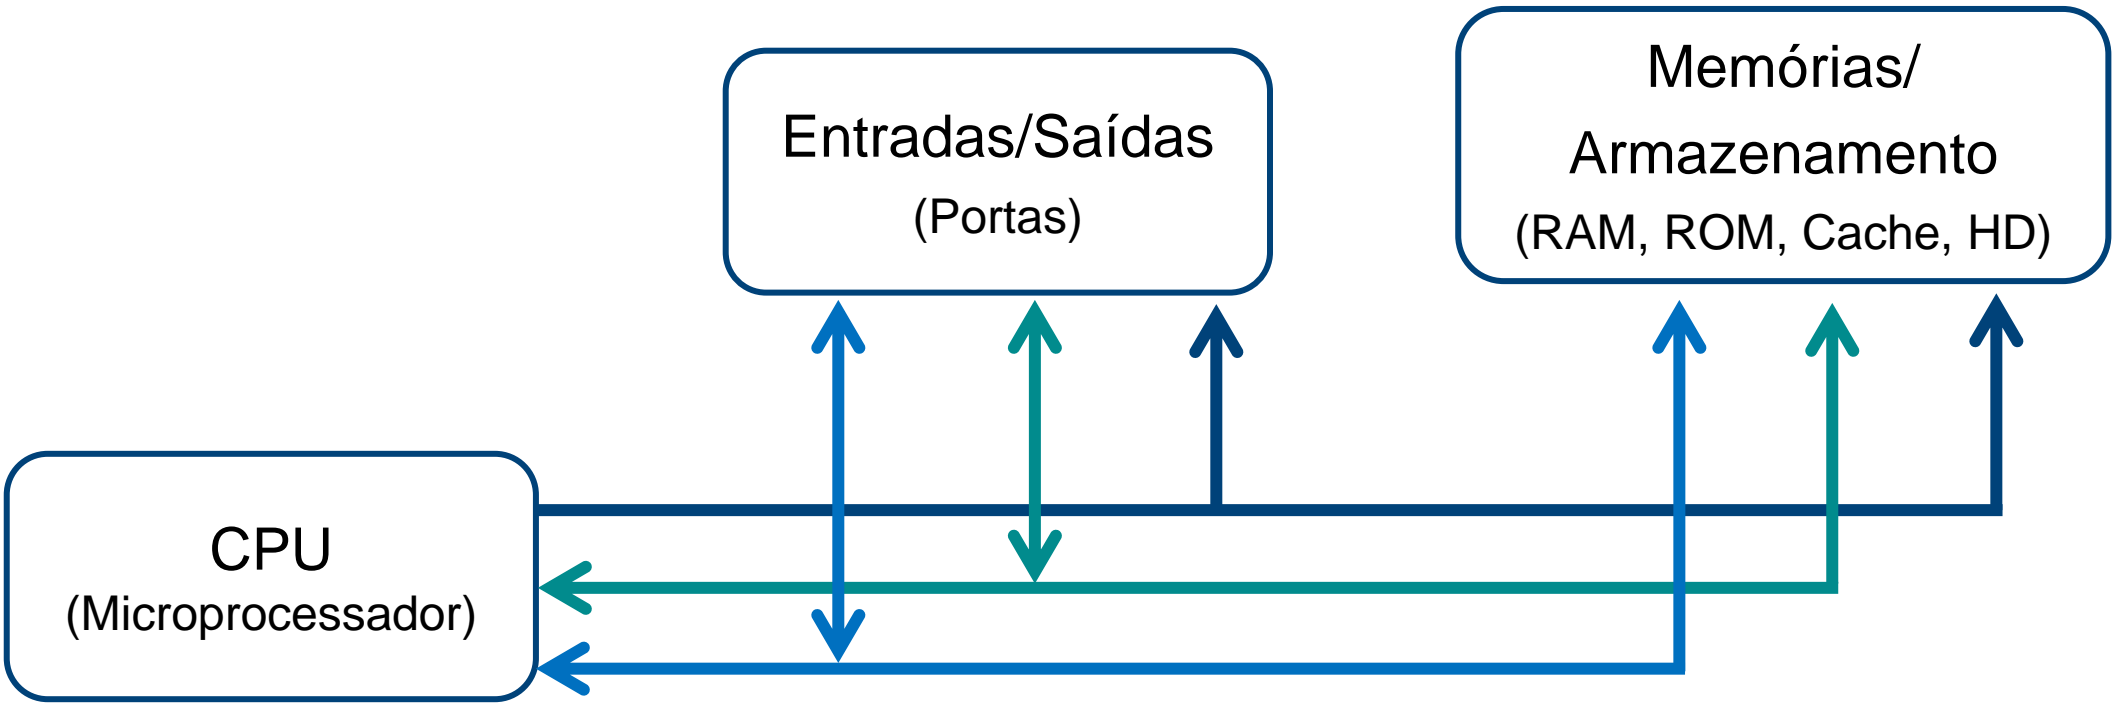 Entradas/Saídas
(Portas)
Memórias/
Armazenamento
(RAM, ROM, Cache, HD)
CPU
(Microprocessador)